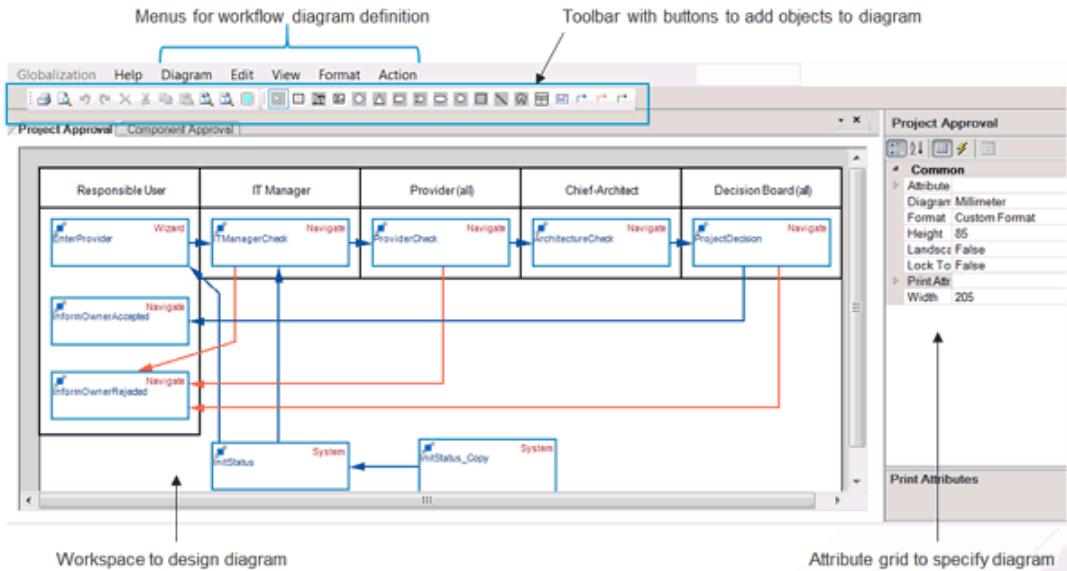 Menus for workflow diagram definition
Toolbar with buttons to add objects to diagram
Globalization Help Diagram Edit View Format Action
Project Approval Component Approval
Project Approval
Responsible User IT Manager Provider (all) Chief-Architect Decision Board (all)
Wizard Navigate Navigate Navigate Navigate
EnterProvider ITManagerCheck ProviderCheck ArchitectureCheck ProjectDecision
Navigate
InformOwnerAccepted
Navigate
InformOwnerRejected
System System
InitStatus InitStatus_Copy
Common
Attribute
Diagram Millimeter
Format Custom Format
Height 85
Landsca False
Lock To False
Print Attr
Width 205
Print Attributes
Workspace to design diagram
Attribute grid to specify diagram